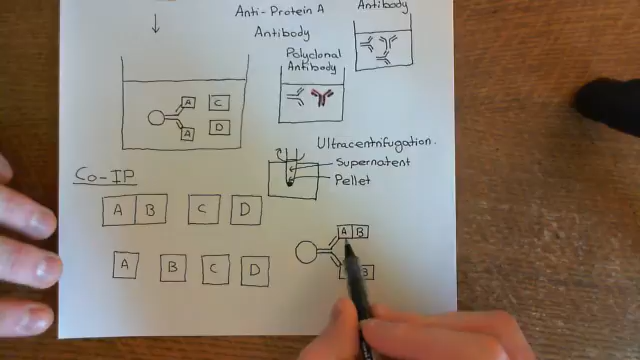 Anti-Protein A
Antibody
Antibody
Polyclonal
Antibody
A C
A D
Ultracentrifugation.
Supernatent
Pellet
Co-IP
A B C D
A B
A B C D
B